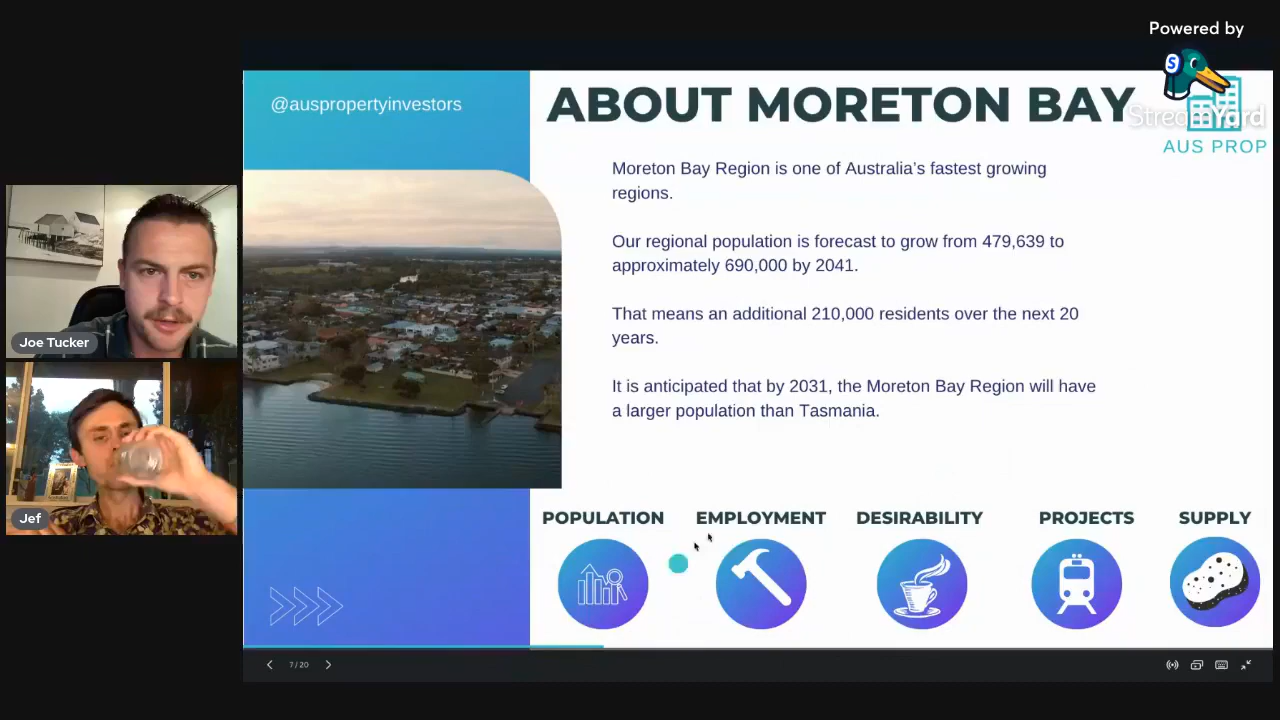 Powered by
S
StreamYard
AUS PROP
@auspropertyinvestors
ABOUT MORETON BAY
Moreton Bay Region is one of Australia's fastest growing
regions.
Our regional population is forecast to grow from 479,639 to
approximately 690,000 by 2041.
That means an additional 210,000 residents over the next 20
years.
It is anticipated that by 2031, the Moreton Bay Region will have
a larger population than Tasmania.
Joe Tucker
Jef
POPULATION
EMPLOYMENT
DESIRABILITY
PROJECTS
SUPPLY
7 / 20